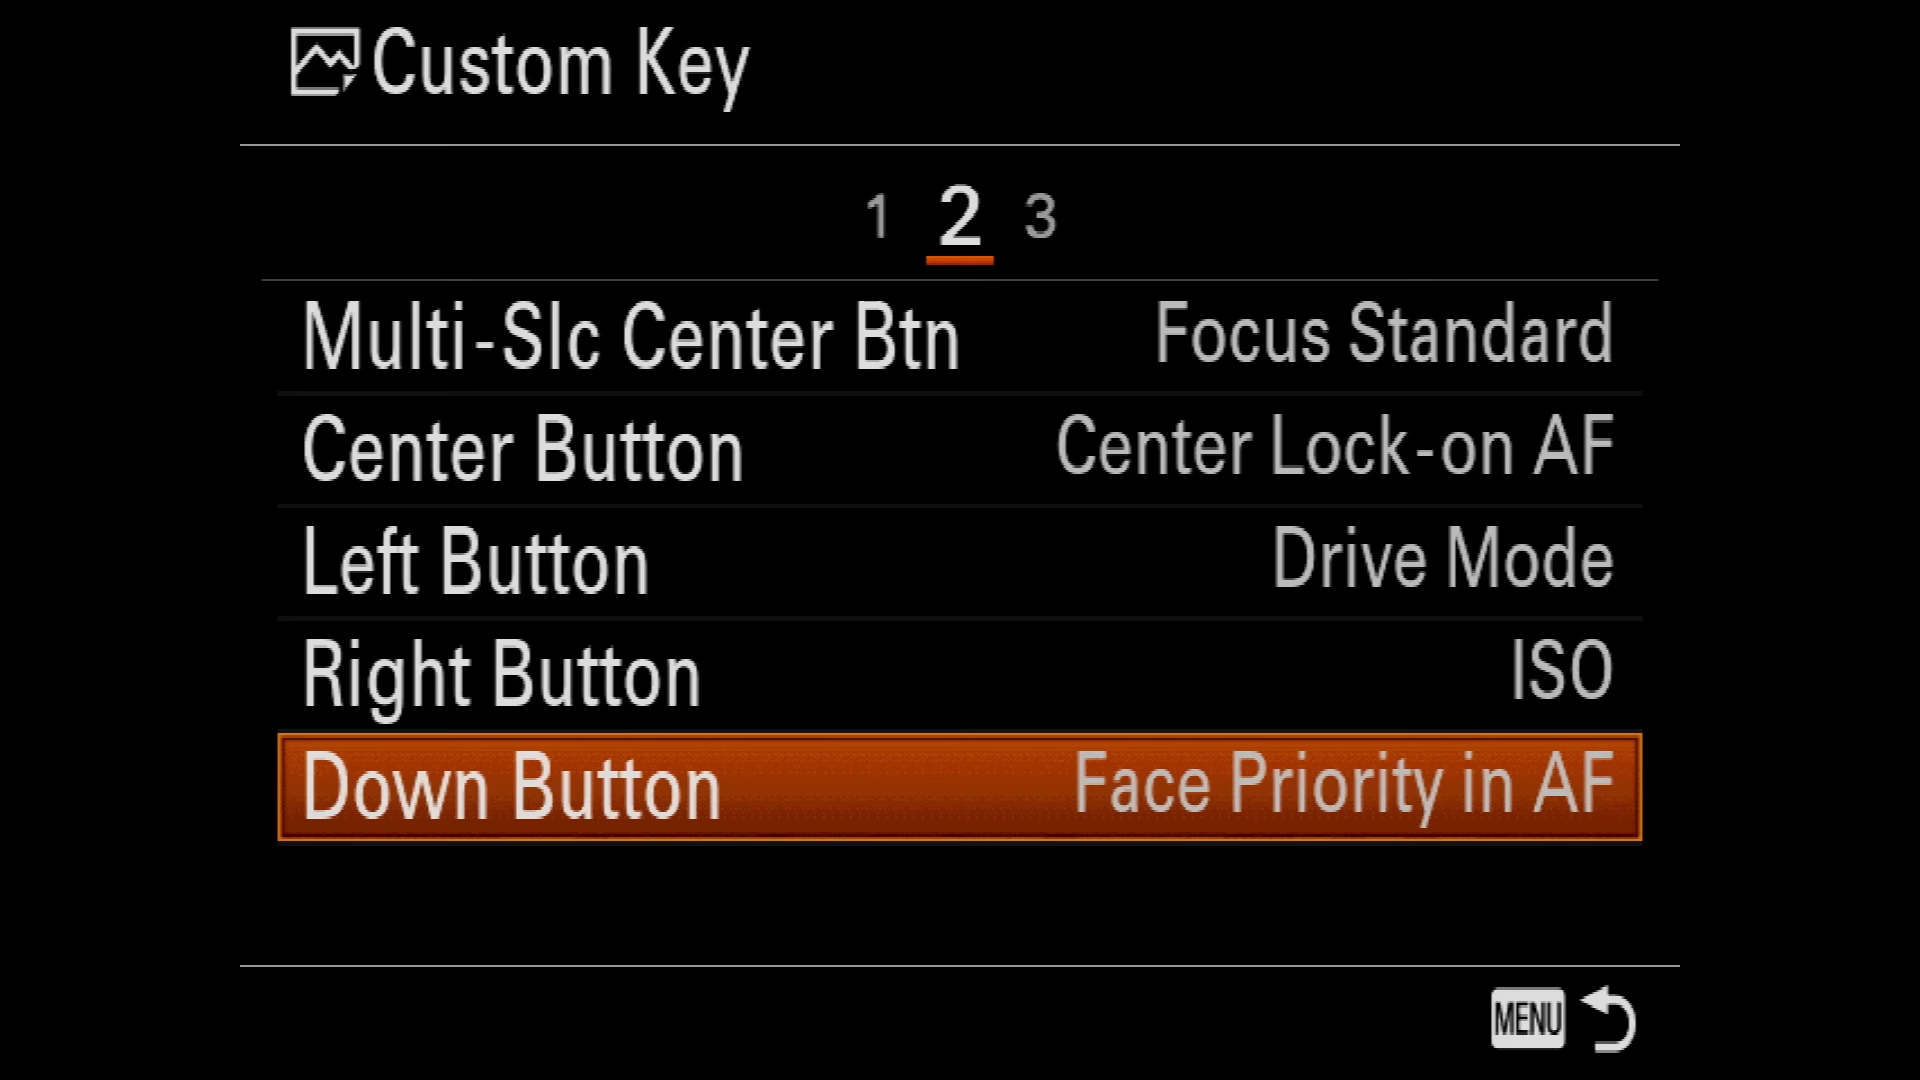 Custom Key
1 2 3
Multi-Slc Center Btn Focus Standard
Center Button Center Lock-on AF
Left Button Drive Mode
Right Button ISO
Down Button Face Priority in AF
MENU